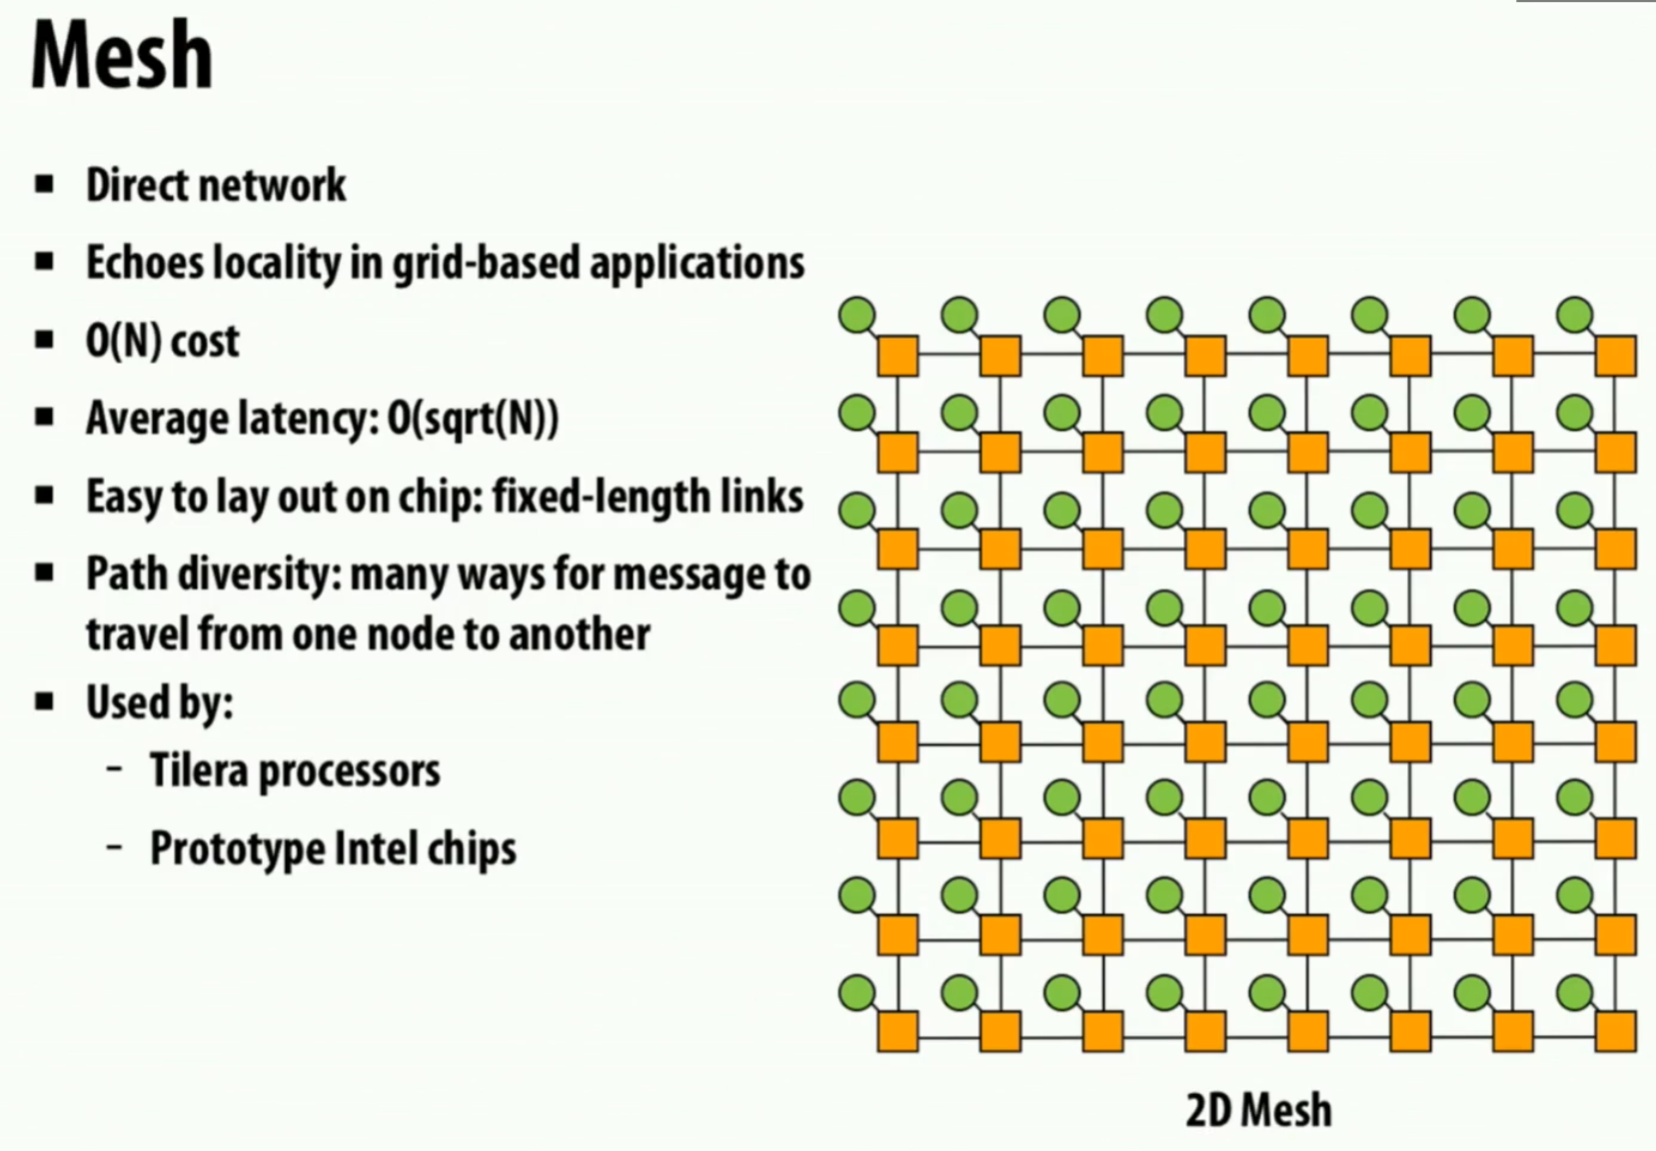 Mesh
▪ Direct network
▪ Echoes locality in grid-based applications
▪ O(N) cost
▪ Average latency: O(sqrt(N))
▪ Easy to lay out on chip: fixed-length links
▪ Path diversity: many ways for message to
travel from one node to another
▪ Used by:
– Tilera processors
– Prototype Intel chips
2D Mesh